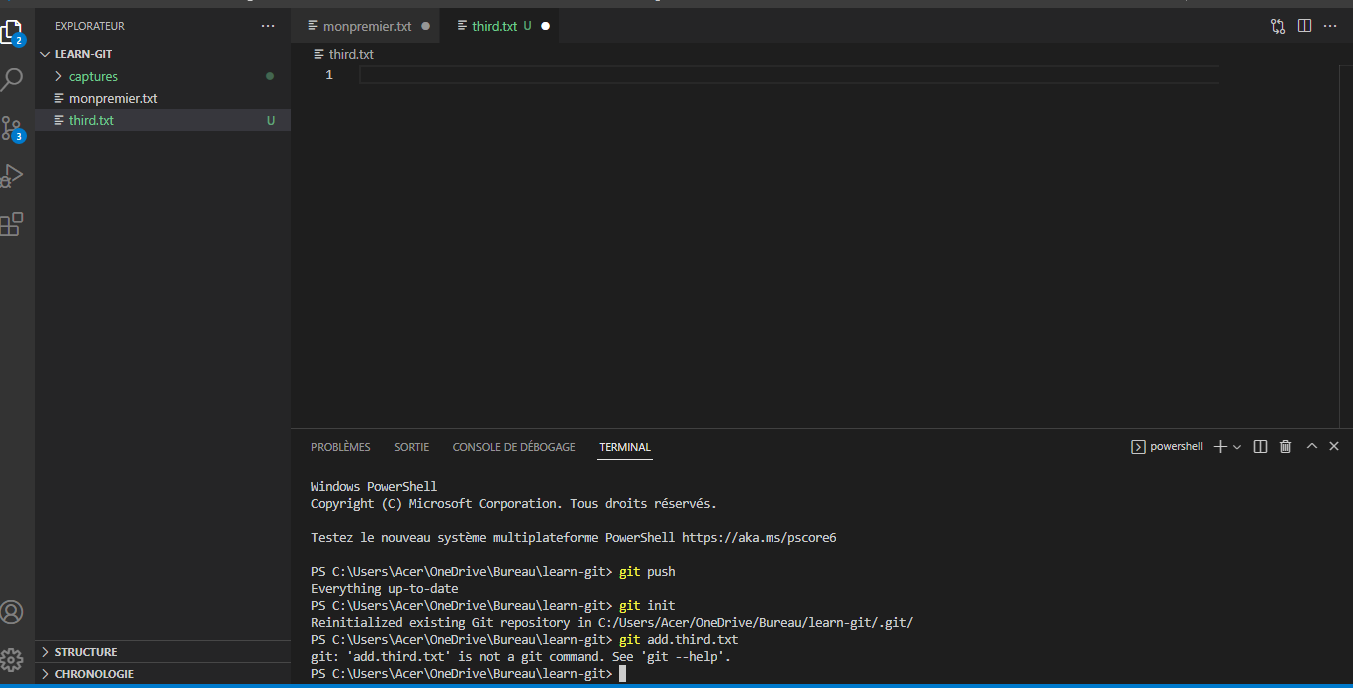 EXPLORATEUR
LEARN-GIT
captures
monpremier.txt
third.txt U
2
3
monpremier.txt
third.txt U
third.txt
1
PROBLÈMES SORTIE CONSOLE DE DÉBOGAGE TERMINAL
powershell
Windows PowerShell
Copyright (C) Microsoft Corporation. Tous droits réservés.
Testez le nouveau système multiplateforme PowerShell https://aka.ms/pscore6
PS C:\Users\Acer\OneDrive\Bureau\learn-git> git push
Everything up-to-date
PS C:\Users\Acer\OneDrive\Bureau\learn-git> git init
Reinitialized existing Git repository in C:/Users/Acer/OneDrive/Bureau/learn-git/.git/
PS C:\Users\Acer\OneDrive\Bureau\learn-git> git add.third.txt
git: 'add.third.txt' is not a git command. See 'git --help'.
PS C:\Users\Acer\OneDrive\Bureau\learn-git>
STRUCTURE
CHRONOLOGIE